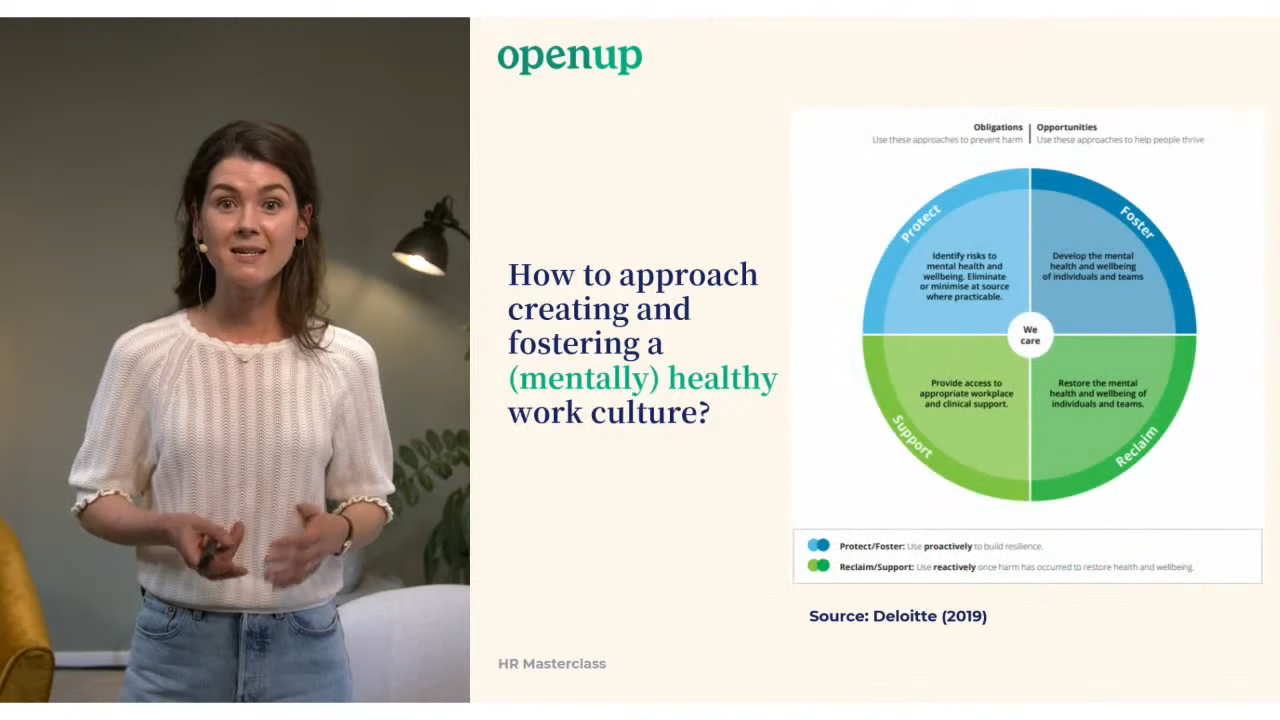 openup
How to approach
creating and
fostering a
(mentally) healthy
work culture?
Obligations
Use these approaches to prevent harm
Opportunities
Use these approaches to help people thrive
Protect
Identify risks to
mental health and
wellbeing. Eliminate
or minimise at source
where practicable.
Foster
Develop the mental
health and wellbeing
of individuals and teams
We
care
Support
Provide access to
appropriate workplace
and clinical support.
Reclaim
Restore the mental
health and wellbeing of
individuals and teams.
Protect/Foster: Use proactively to build resilience.
Reclaim/Support: Use reactively once harm has occurred to restore health and wellbeing.
Source: Deloitte (2019)
HR Masterclass